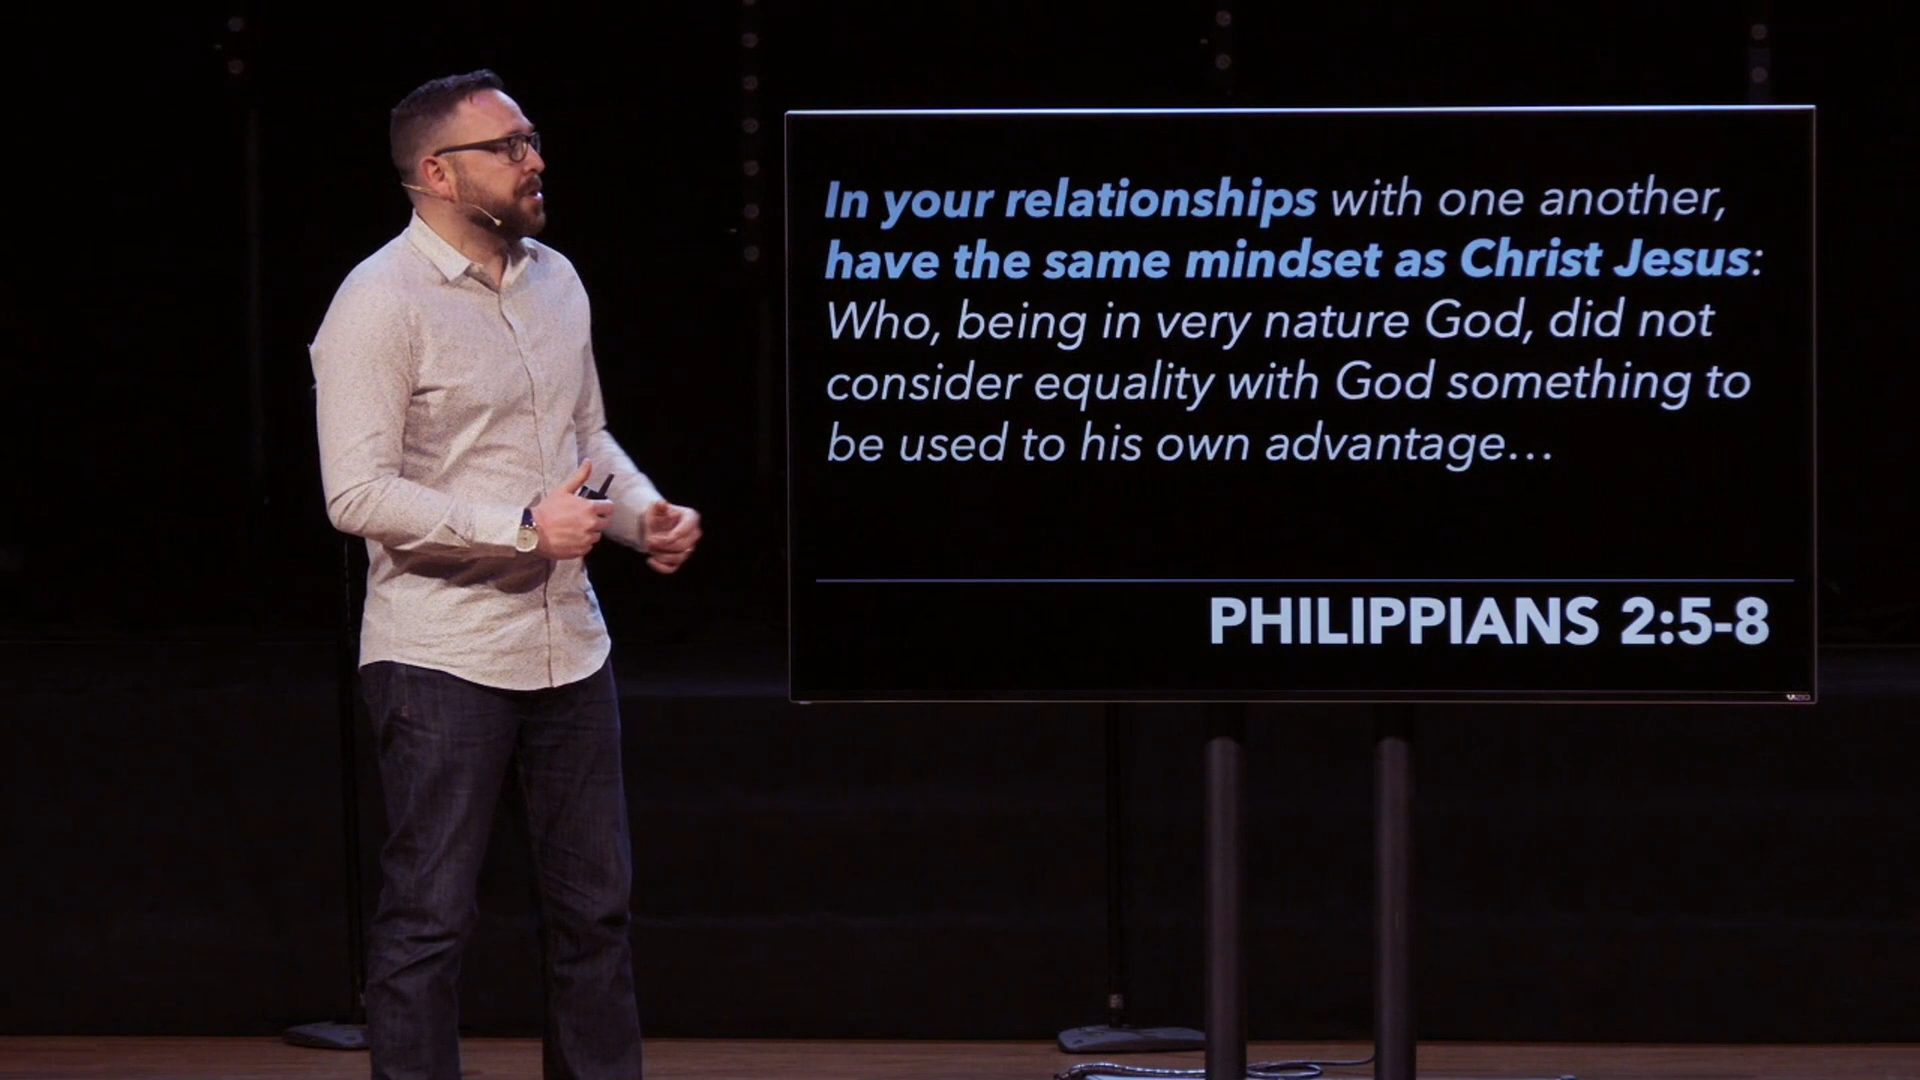 In your relationships with one another,
have the same mindset as Christ Jesus:
Who, being in very nature God, did not
consider equality with God something to
be used to his own advantage…
PHILIPPIANS 2:5-8
VIZIO